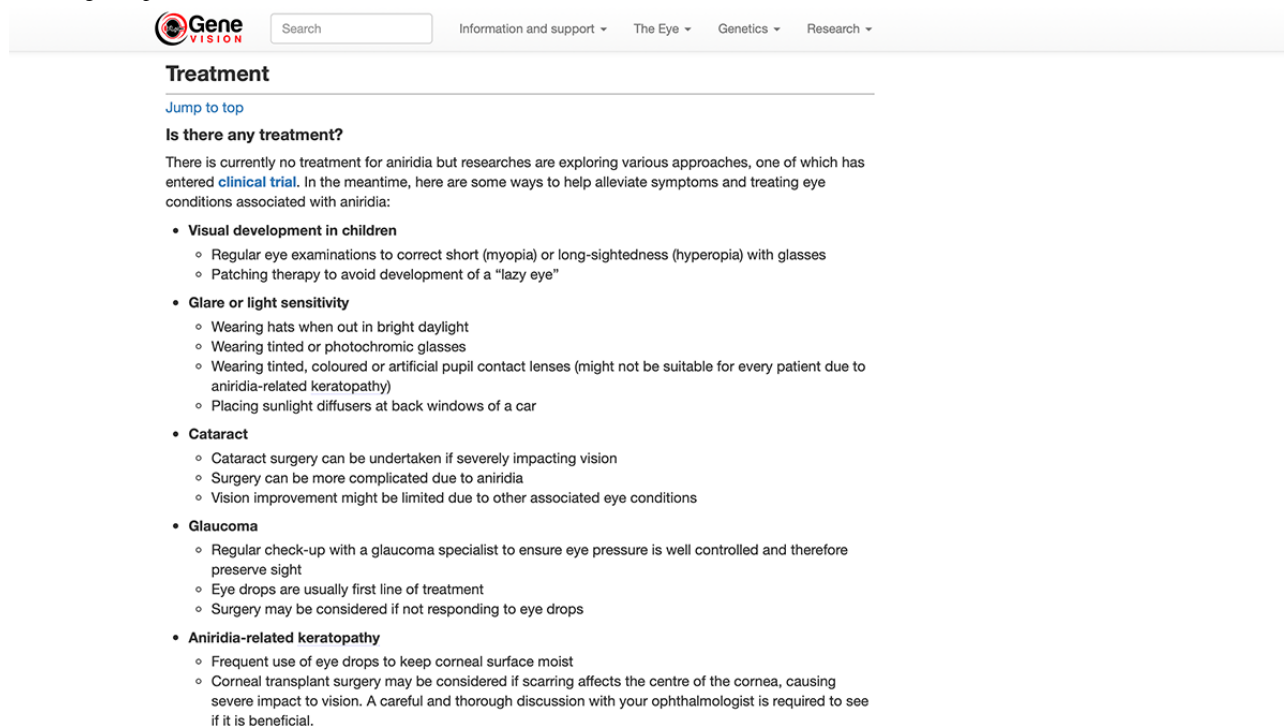 Gene
VISION
Search
Information and support
The Eye
Genetics
Research
Treatment
Jump to top
Is there any treatment?
There is currently no treatment for aniridia but researches are exploring various approaches, one of which has
entered clinical trial. In the meantime, here are some ways to help alleviate symptoms and treating eye
conditions associated with aniridia:
• Visual development in children
◦ Regular eye examinations to correct short (myopia) or long-sightedness (hyperopia) with glasses
◦ Patching therapy to avoid development of a “lazy eye”
• Glare or light sensitivity
◦ Wearing hats when out in bright daylight
◦ Wearing tinted or photochromic glasses
◦ Wearing tinted, coloured or artificial pupil contact lenses (might not be suitable for every patient due to
aniridia-related keratopathy)
◦ Placing sunlight diffusers at back windows of a car
• Cataract
◦ Cataract surgery can be undertaken if severely impacting vision
◦ Surgery can be more complicated due to aniridia
◦ Vision improvement might be limited due to other associated eye conditions
• Glaucoma
◦ Regular check-up with a glaucoma specialist to ensure eye pressure is well controlled and therefore
preserve sight
◦ Eye drops are usually first line of treatment
◦ Surgery may be considered if not responding to eye drops
• Aniridia-related keratopathy
◦ Frequent use of eye drops to keep corneal surface moist
◦ Corneal transplant surgery may be considered if scarring affects the centre of the cornea, causing
severe impact to vision. A careful and thorough discussion with your ophthalmologist is required to see
if it is beneficial.